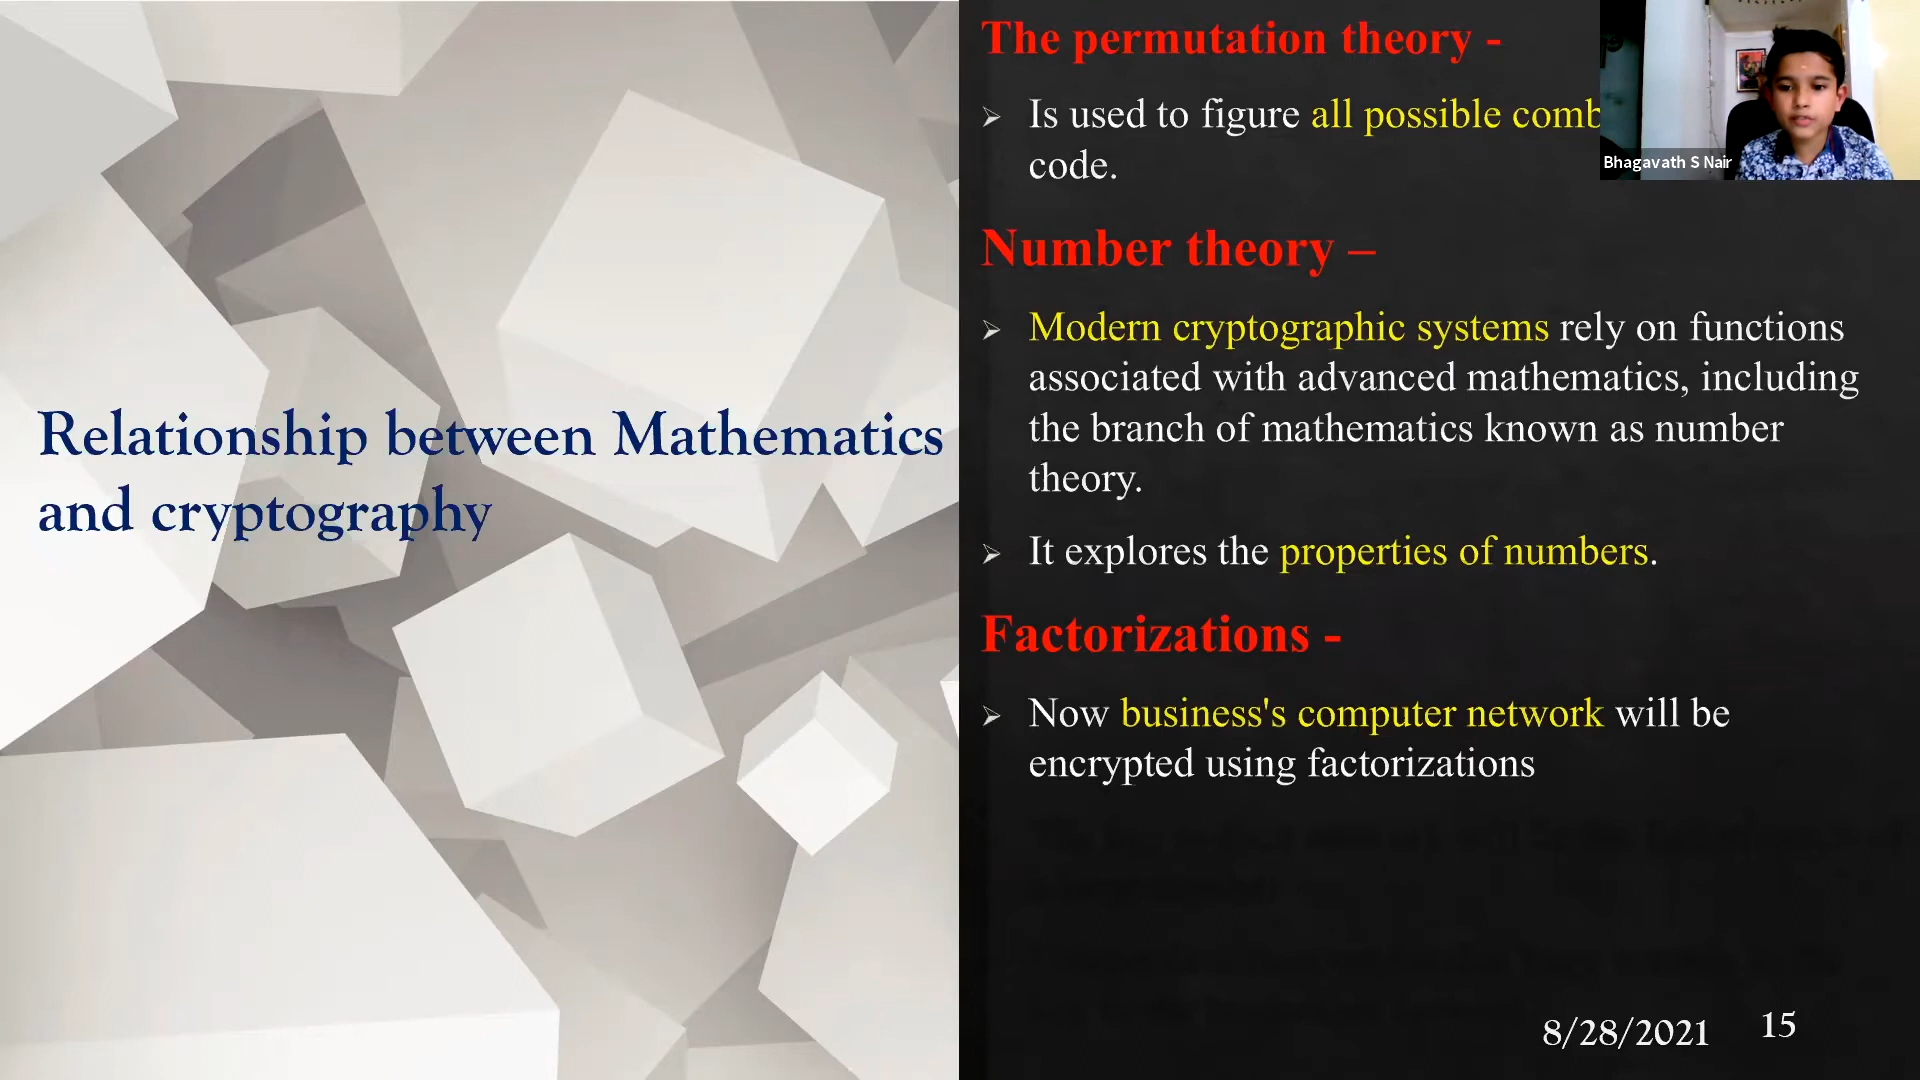 Relationship between Mathematics
and cryptography
The permutation theory -
➢ Is used to figure all possible comb
code.
Number theory –
➢ Modern cryptographic systems rely on functions
associated with advanced mathematics, including
the branch of mathematics known as number
theory.
➢ It explores the properties of numbers.
Factorizations -
➢ Now business's computer network will be
encrypted using factorizations
Bhagavath S Nair
8/28/2021
15